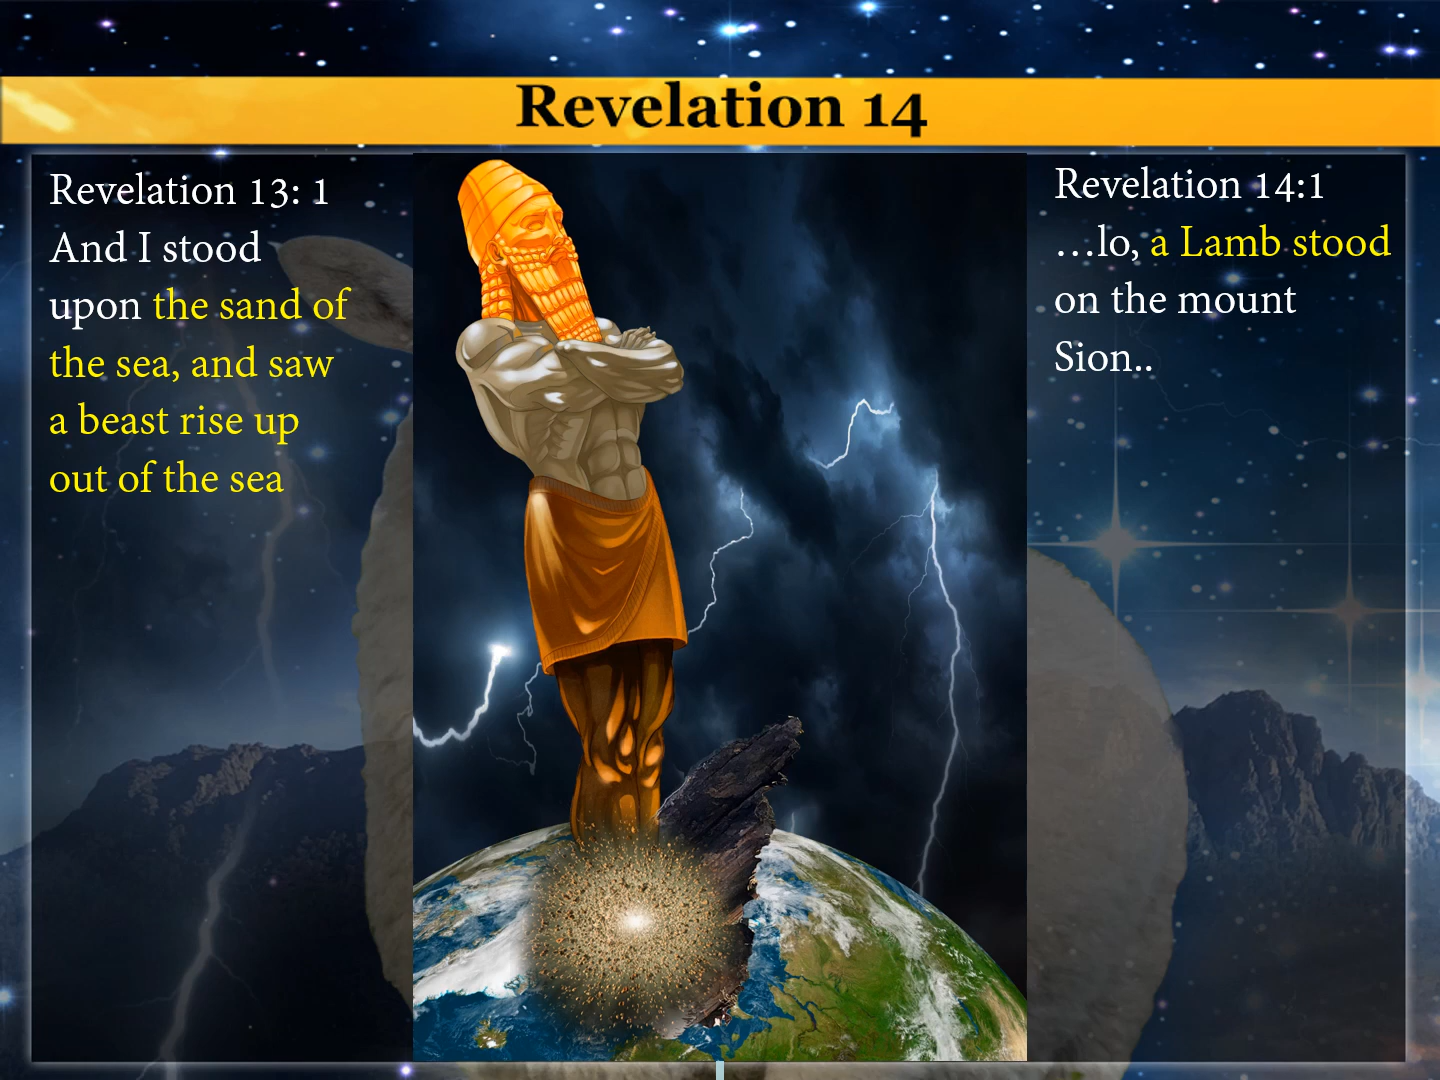 Revelation 14
Revelation 13: 1
And I stood
upon the sand of
the sea, and saw
a beast rise up
out of the sea
Revelation 14:1
…lo, a Lamb stood
on the mount
Sion..